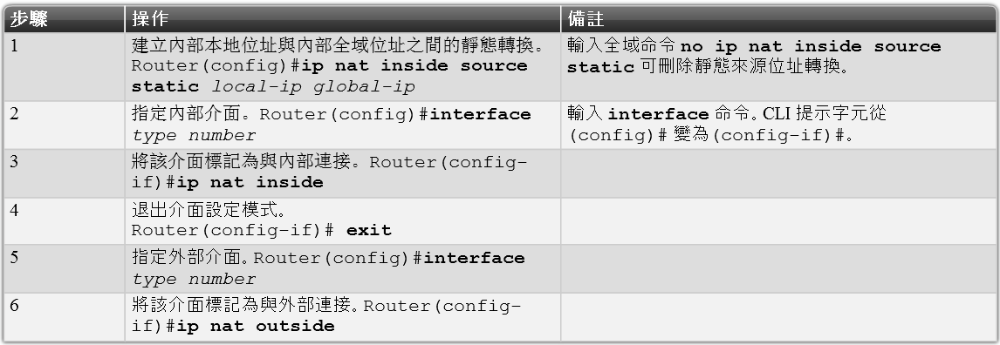 步驟 操作 備註
1 建立內部本地位址與內部全域位址之間的靜態轉換。 輸入全域命令 no ip nat inside source
Router(config)#ip nat inside source static 可刪除靜態來源位址轉換。
static local-ip global-ip
2 指定內部介面。Router(config)#interface 輸入 interface 命令。CLI 提示字元從
type number (config)# 變為(config-if)#。
3 將該介面標記為與內部連接。Router(config-
if)#ip nat inside
4 退出介面設定模式。
Router(config-if)# exit
5 指定外部介面。Router(config)#interface
type number
6 將該介面標記為與外部連接。Router(config-
if)#ip nat outside